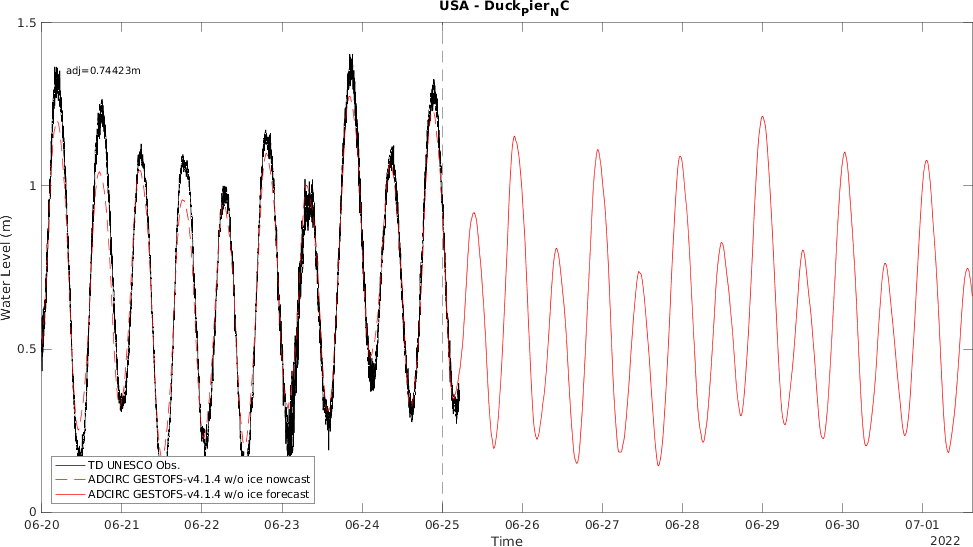 USA - Duck_Pier_NC
1.5
adj=0.74423m
1
Water Level (m)
0.5
TD UNESCO Obs.
ADCIRC GESTOFS-v4.1.4 w/o ice nowcast
ADCIRC GESTOFS-v4.1.4 w/o ice forecast
0
06-20 06-21 06-22 06-23 06-24 06-25 06-26 06-27 06-28 06-29 06-30 07-01
Time
2022